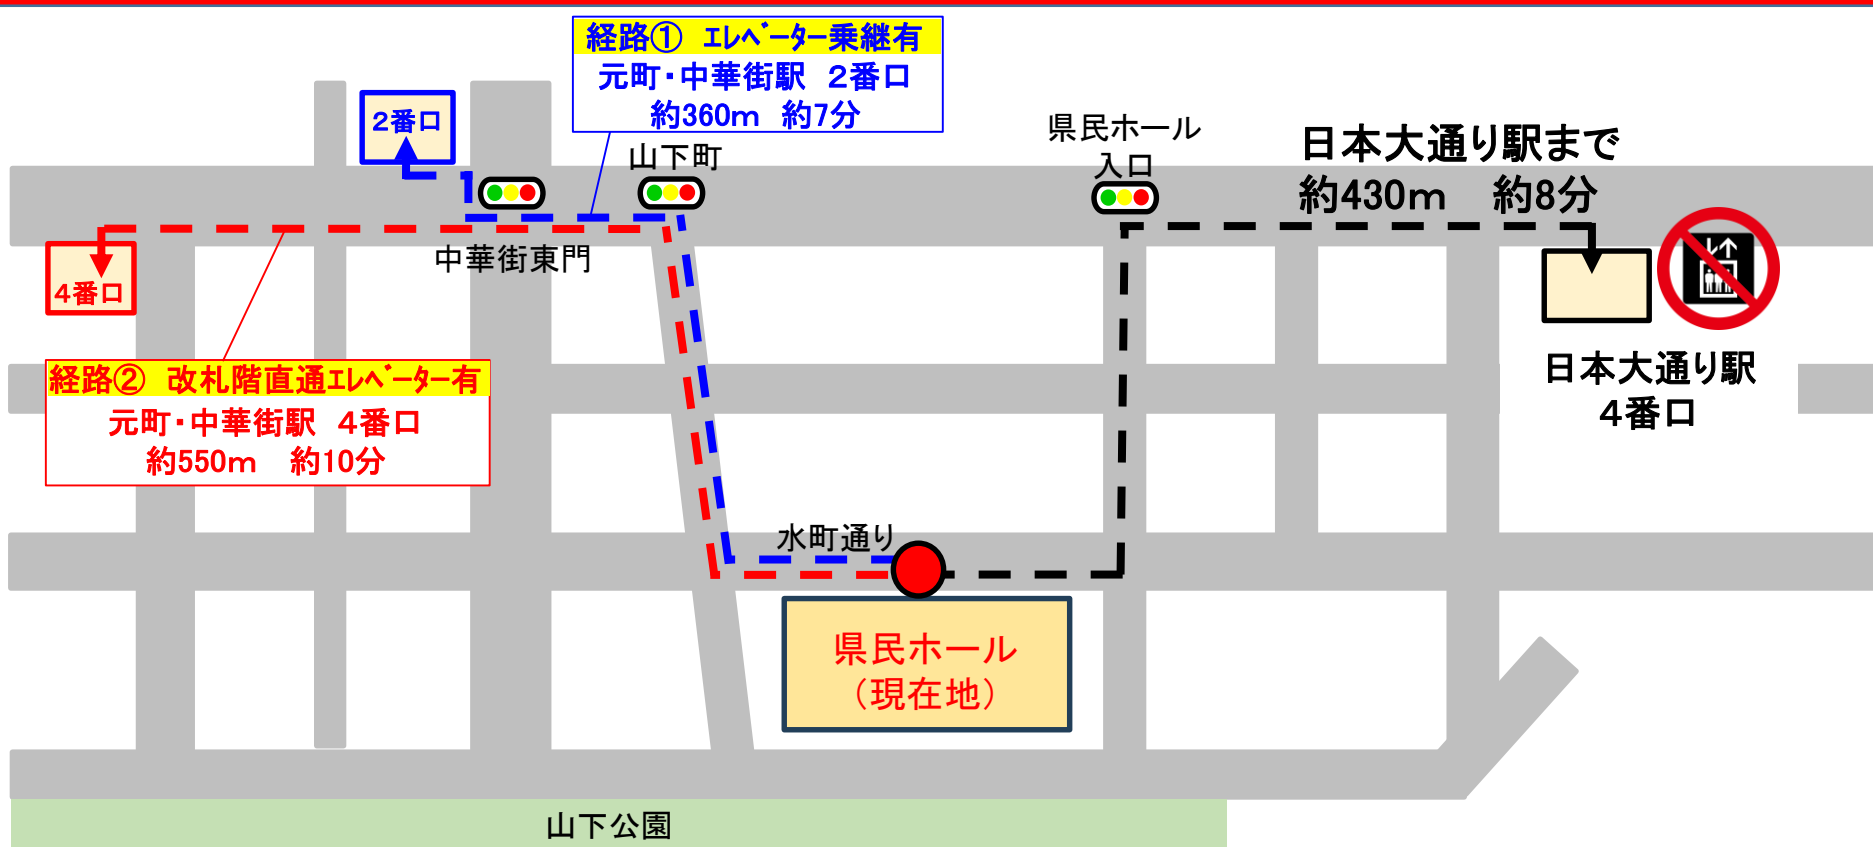 経路① エレベーター乗継有
元町・中華街駅 2番口
約360m 約7分
2番口
山下町
県民ホール
入口
日本大通り駅まで
約430m 約8分
中華街東門
4番口
経路② 改札階直通エレベーター有
元町・中華街駅 4番口
約550m 約10分
日本大通り駅
4番口
水町通り
県民ホール
(現在地)
山下公園